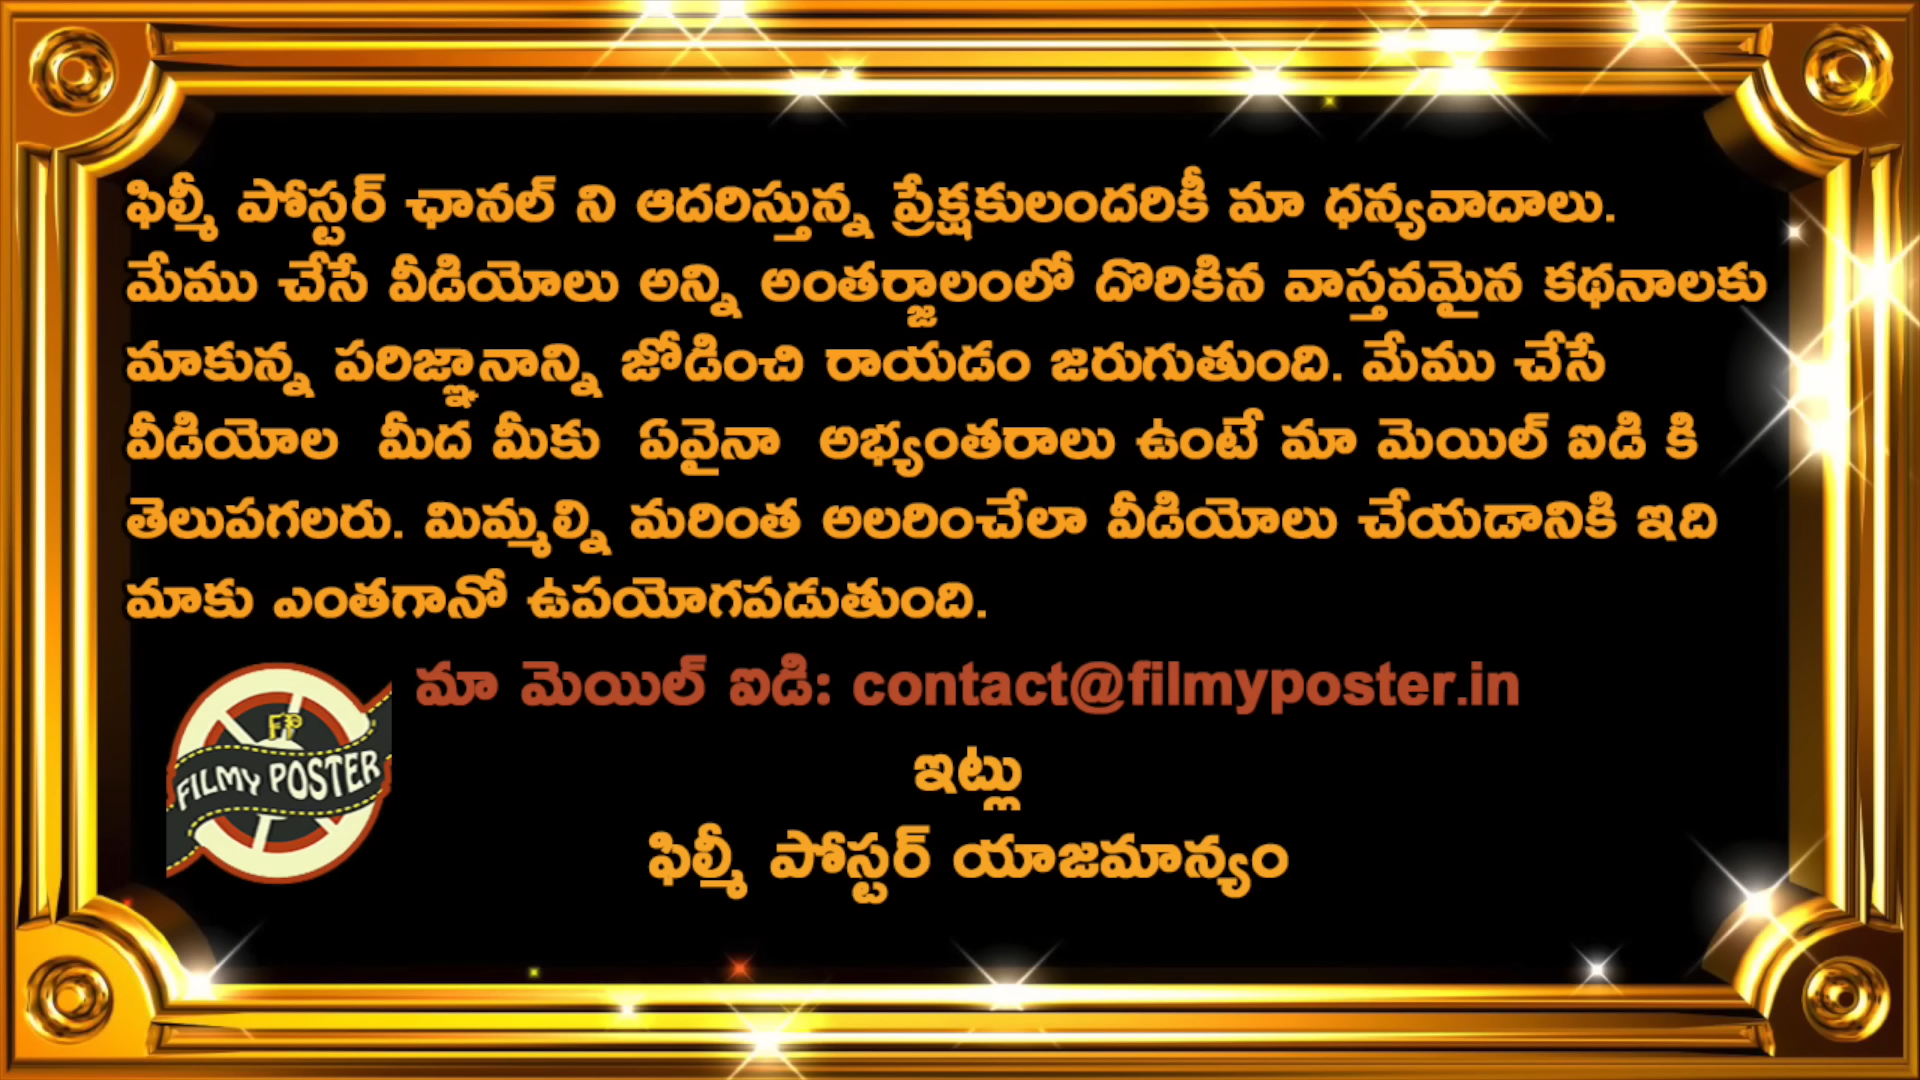 ఫిల్మీ పోస్టర్ ఛానల్ ని ఆదరిస్తున్న ప్రేక్షకులందరికీ మా ధన్యవాదాలు.
మేము చేసే వీడియోలు అన్ని అంతర్జాలంలో దొరికిన వాస్తవమైన కథనాలకు
మాకున్న పరిజ్ఞానాన్ని జోడించి రాయడం జరుగుతుంది. మేము చేసే
వీడియోల మీద మీకు ఏవైనా అభ్యంతరాలు ఉంటే మా మెయిల్ ఐడి కి
తెలుపగలరు. మిమ్మల్ని మరింత అలరించేలా వీడియోలు చేయడానికి ఇది
మాకు ఎంతగానో ఉపయోగపడుతుంది.
మా మెయిల్ ఐడి: contact@filmyposter.in
FP
FILMY POSTER
ఇట్లు
ఫిల్మీ పోస్టర్ యాజమాన్యం